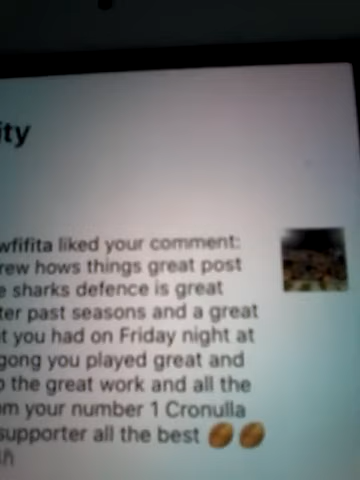 ity
wfifita liked your comment:
rew hows things great post
e sharks defence is great
ter past seasons and a great
t you had on Friday night at
gong you played great and
o the great work and all the
om your number 1 Cronulla
supporter all the best 🏉🏉